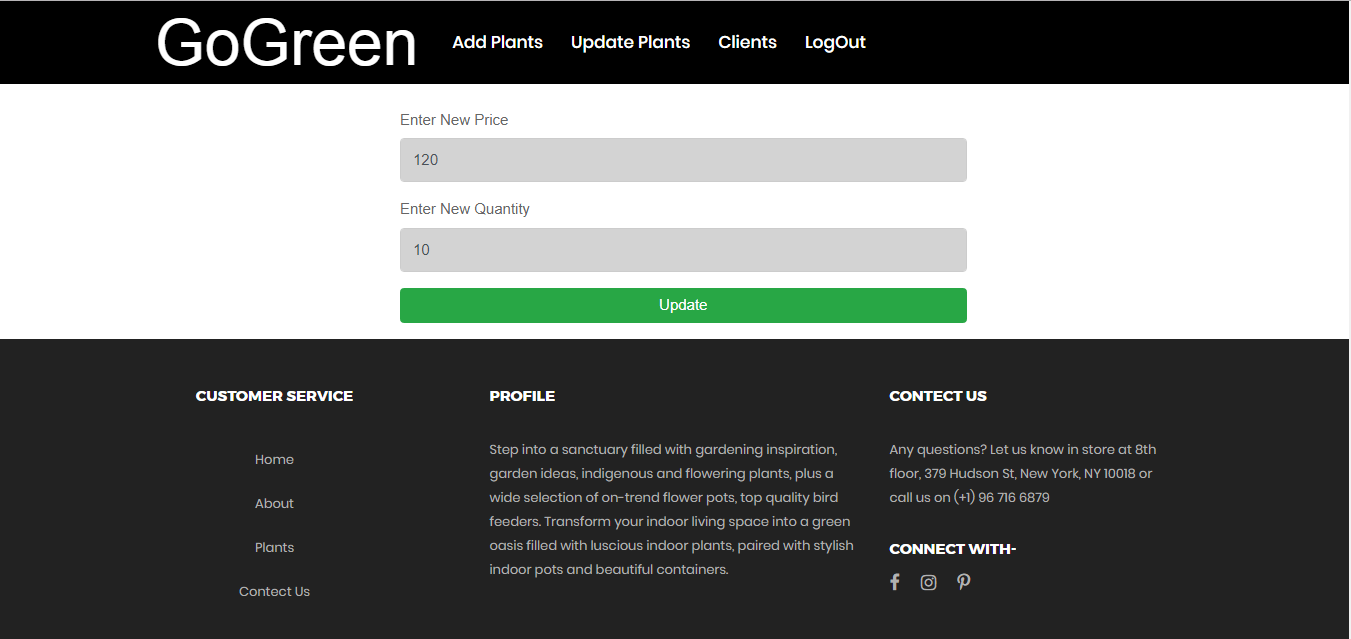 GoGreen
Add Plants
Update Plants
Clients
LogOut
Enter New Price
120
Enter New Quantity
10
Update
CUSTOMER SERVICE
Home
About
Plants
Contect Us
PROFILE
Step into a sanctuary filled with gardening inspiration,
garden ideas, indigenous and flowering plants, plus a
wide selection of on-trend flower pots, top quality bird
feeders. Transform your indoor living space into a green
oasis filled with luscious indoor plants, paired with stylish
indoor pots and beautiful containers.
CONTECT US
Any questions? Let us know in store at 8th
floor, 379 Hudson St, New York, NY 10018 or
call us on (+1) 96 716 6879
CONNECT WITH-